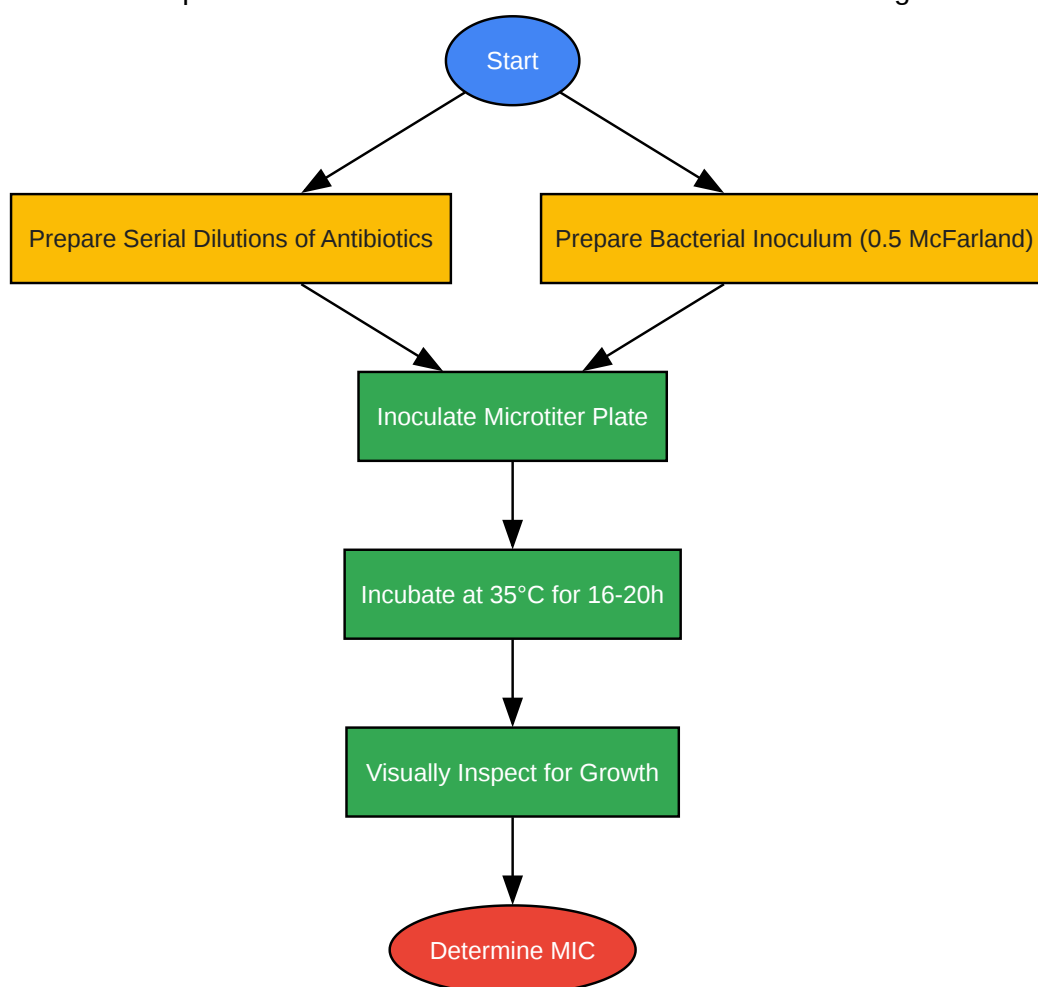 Start
Prepare Serial Dilutions of Antibiotics
Prepare Bacterial Inoculum (0.5 McFarland)
Inoculate Microtiter Plate
Incubate at 35°C for 16-20h
Visually Inspect for Growth
Determine MIC